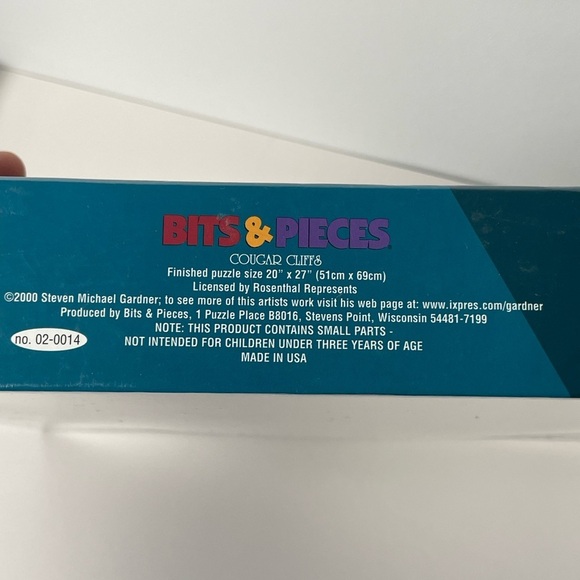 BITS & PIECES
COUGAR CLIFFS
Finished puzzle size 20" x 27" (51cm x 69cm)
Licensed by Rosenthal Represents
©2000 Steven Michael Gardner; to see more of this artists work visit his web page at: www.ixpres.com/gardner
Produced by Bits & Pieces, 1 Puzzle Place B8016, Stevens Point, Wisconsin 54481-7199
NOTE: THIS PRODUCT CONTAINS SMALL PARTS -
no. 02-0014
NOT INTENDED FOR CHILDREN UNDER THREE YEARS OF AGE
MADE IN USA